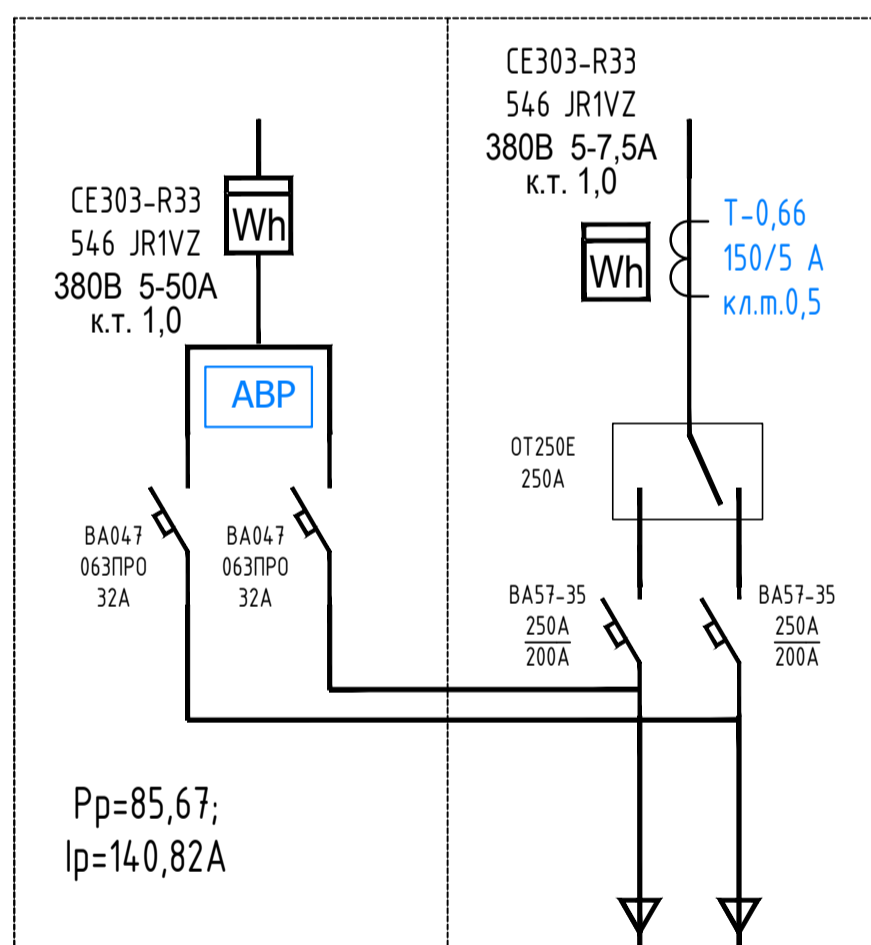 СЕ303-R33
546 JR1VZ
380В 5-50А
к.т. 1,0
Wh
АВР
ВА047
063ПРО
32А
ВА047
063ПРО
32А
Рр=85,67;
Iр=140,82А
СЕ303-R33
546 JR1VZ
380В 5-7,5А
к.т. 1,0
Wh
Т-0,66
150/5 А
кл.т.0,5
ОТ250Е
250А
ВА57-35
250А
200А
ВА57-35
250А
200А